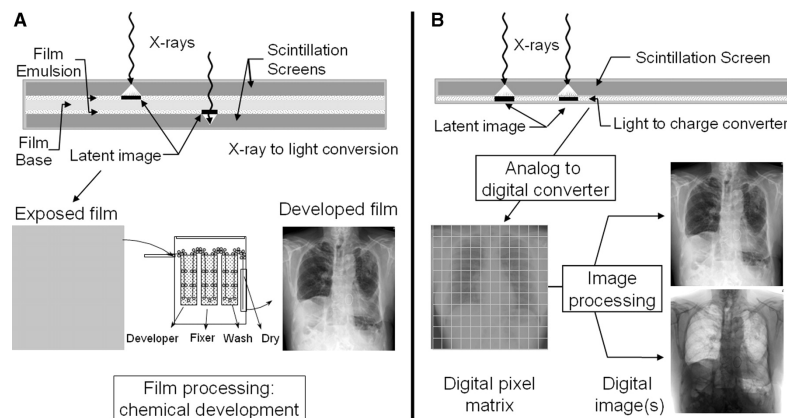 A
X-rays
Film
Emulsion
Scintillation
Screens
Film
Base
Latent image
X-ray to light conversion
Exposed film
Developed film
Developer
Fixer
Wash
Dry
Film processing:
chemical development
B
X-rays
Scintillation Screen
Latent image
Light to charge converter
Analog to
digital converter
Image
processing
Digital pixel
matrix
Digital
image(s)